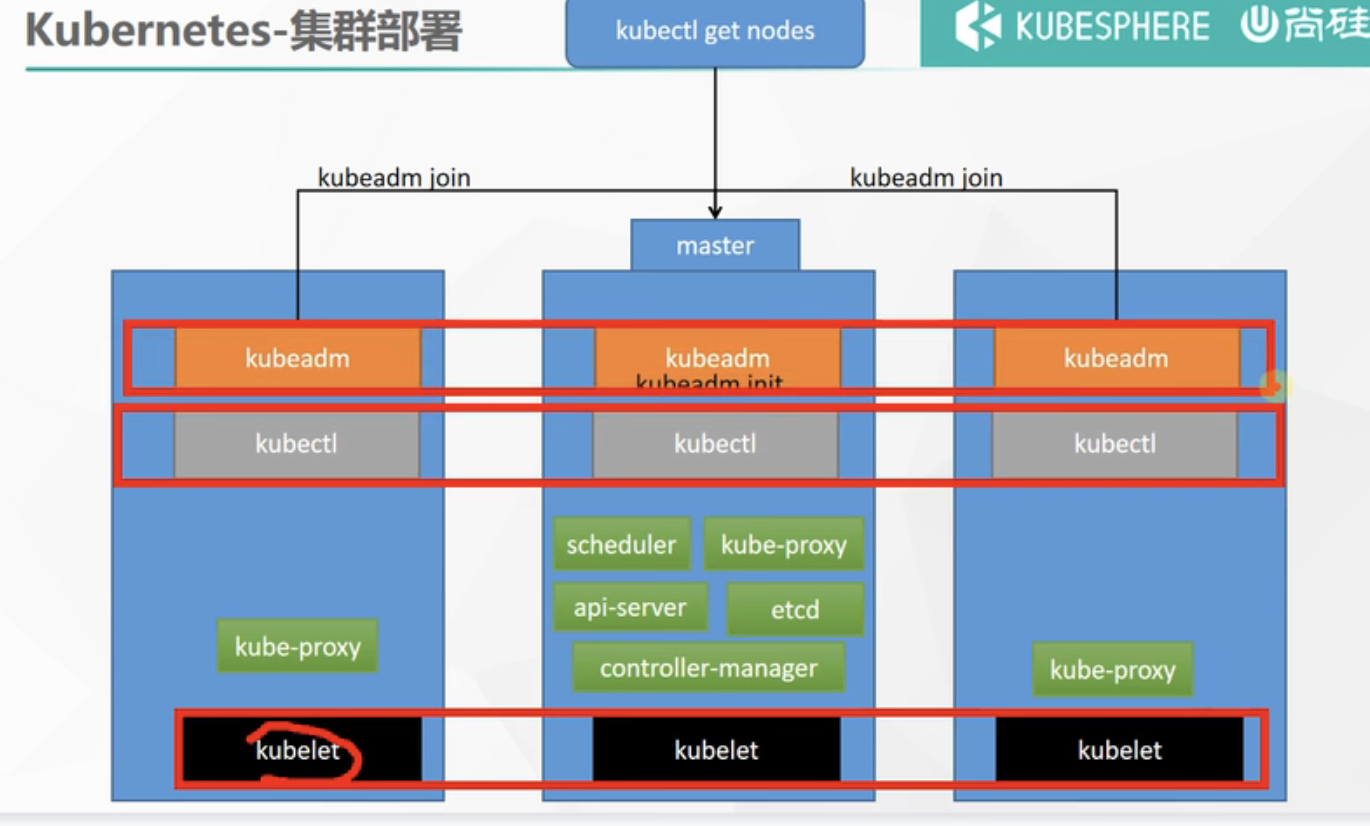 Kubernetes-集群部署
kubectl get nodes
KUBESPHERE
尚硅
kubeadm join
kubeadm join
master
kubeadm
kubeadm
kubeadm
kubeadm init
kubectl
kubectl
kubectl
scheduler
kube-proxy
api-server
etcd
kube-proxy
controller-manager
kube-proxy
kubelet
kubelet
kubelet